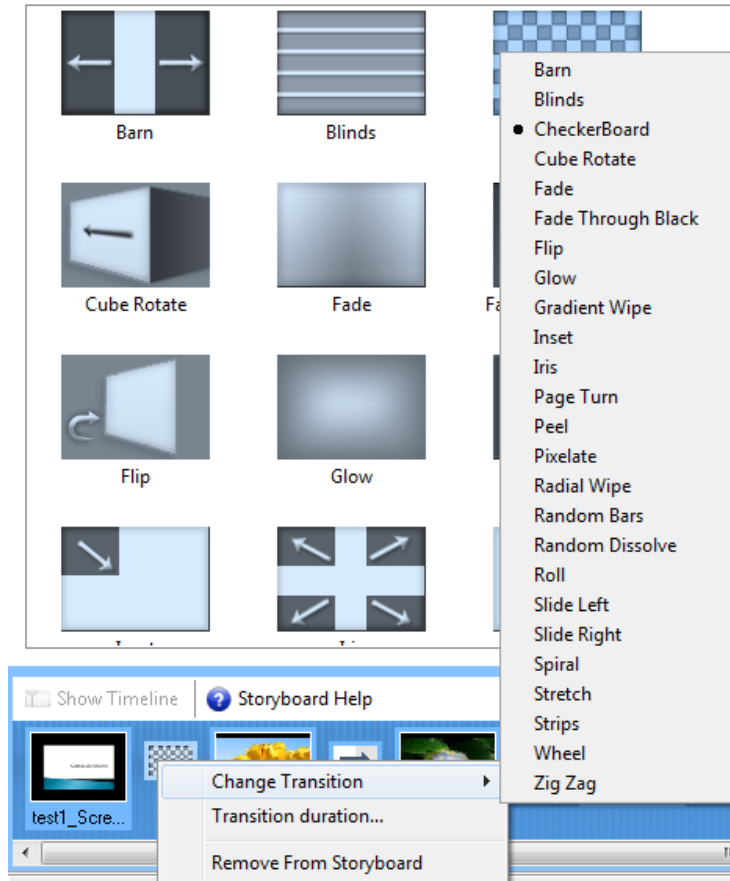 Barn
Blinds
Cube Rotate
Fade
Fa
Flip
Glow
Barn
Blinds
CheckerBoard
Cube Rotate
Fade
Fade Through Black
Flip
Glow
Gradient Wipe
Inset
Iris
Page Turn
Peel
Pixelate
Radial Wipe
Random Bars
Random Dissolve
Roll
Slide Left
Slide Right
Spiral
Stretch
Strips
Wheel
Zig Zag
Show Timeline
Storyboard Help
test1_Scre...
Change Transition
Transition duration...
Remove From Storyboard